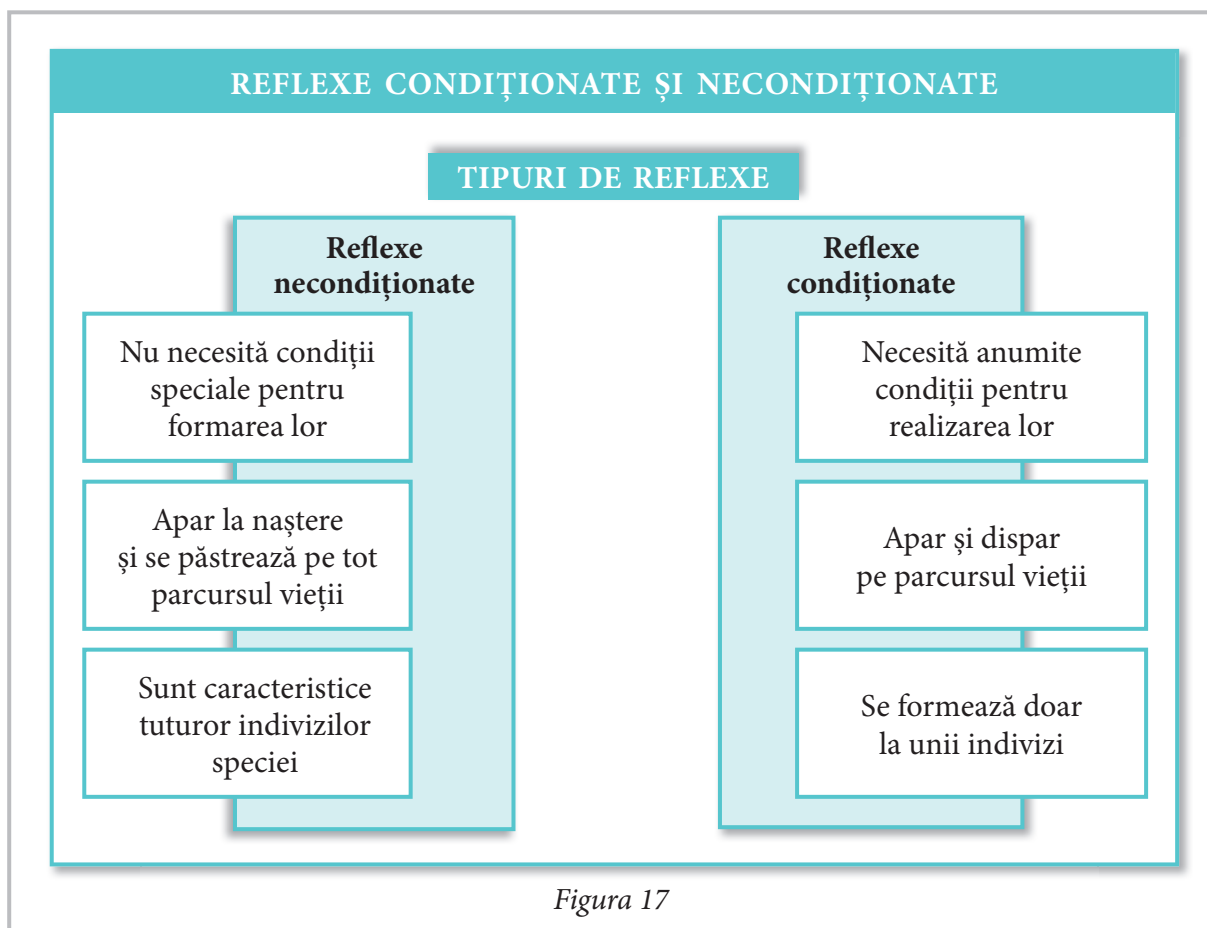 REFLEXE CONDIȚIONATE ȘI NECONDIȚIONATE
TIPURI DE REFLEXE
Reflexe
necondiționate
Nu necesită condiții
speciale pentru
formarea lor
Apar la naștere
și se păstrează pe tot
parcursul vieții
Sunt caracteristice
tuturor indivizilor
speciei
Reflexe
condiționate
Necesită anumite
condiții pentru
realizarea lor
Apar și dispar
pe parcursul vieții
Se formează doar
la unii indivizi
Figura 17